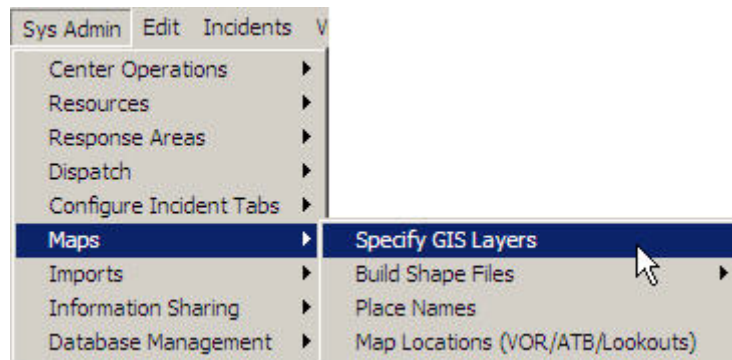 Sys Admin Edit Incidents V
Center Operations
Resources
Response Areas
Dispatch
Configure Incident Tabs
Maps
Specify GIS Layers
Imports
Build Shape Files
Information Sharing
Place Names
Database Management
Map Locations (VOR/ATB/Lookouts)